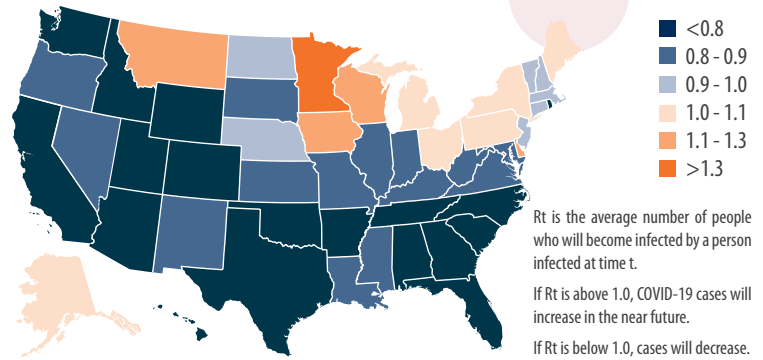 <0.8
0.8 - 0.9
0.9 - 1.0
1.0 - 1.1
1.1 - 1.3
>1.3
Rt is the average number of people
who will become infected by a person
infected at time t.
If Rt is above 1.0, COVID-19 cases will
increase in the near future.
If Rt is below 1.0, cases will decrease.